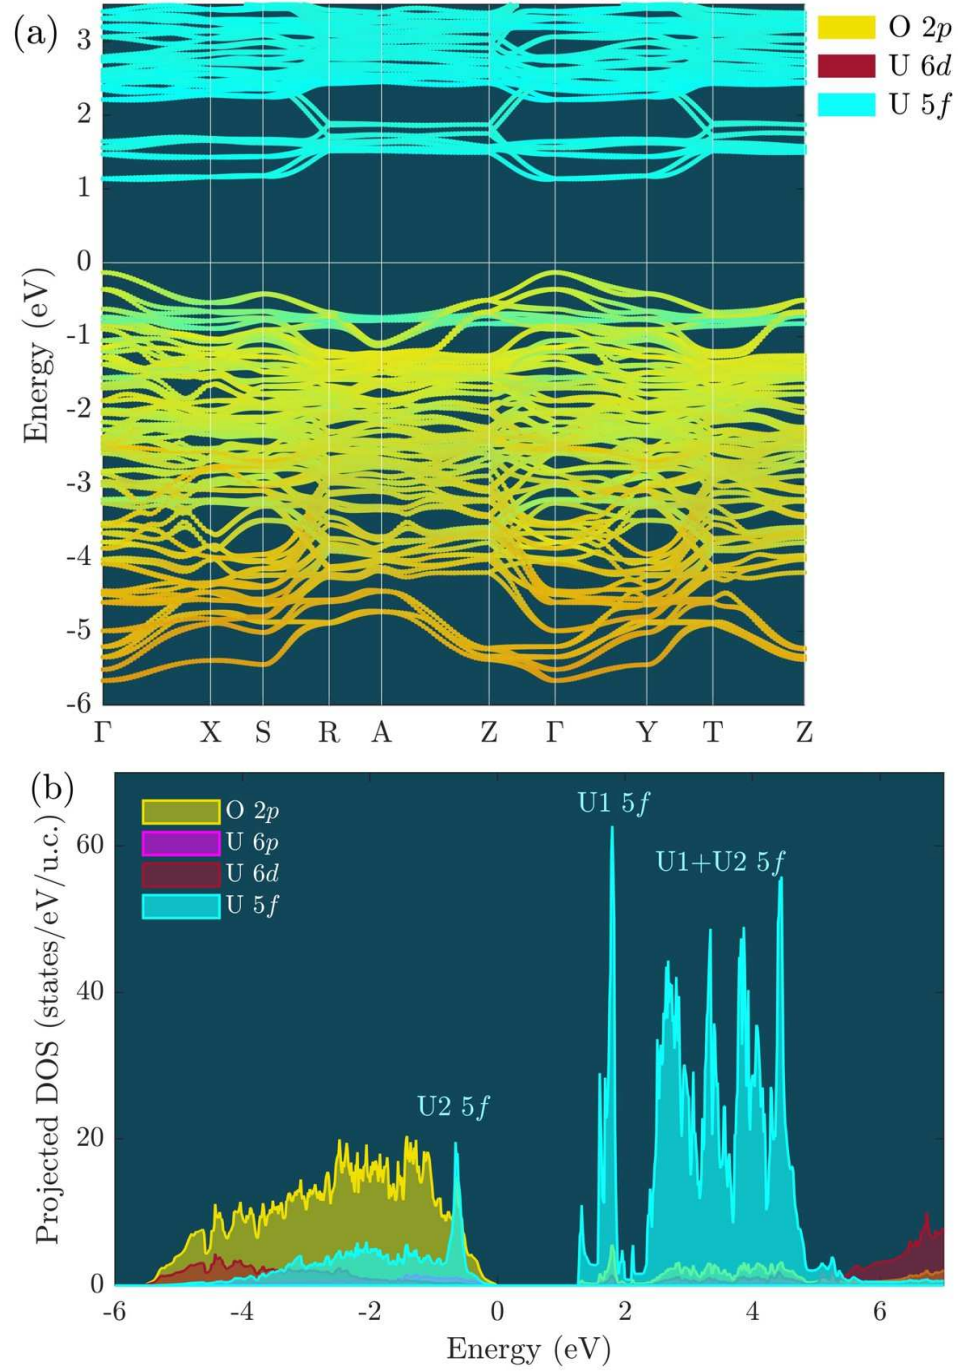 (a)
O 2p
U 6d
U 5f
3
2
1
0
-1
-2
-3
-4
-5
-6
Energy (eV)
Γ X S R A Z Γ Y T Z
(b)
O 2p
U 6p
U 6d
U 5f
U1 5f
U1+U2 5f
U2 5f
60
40
20
0
Projected DOS (states/eV/u.c.)
-6 -4 -2 0 2 4 6
Energy (eV)